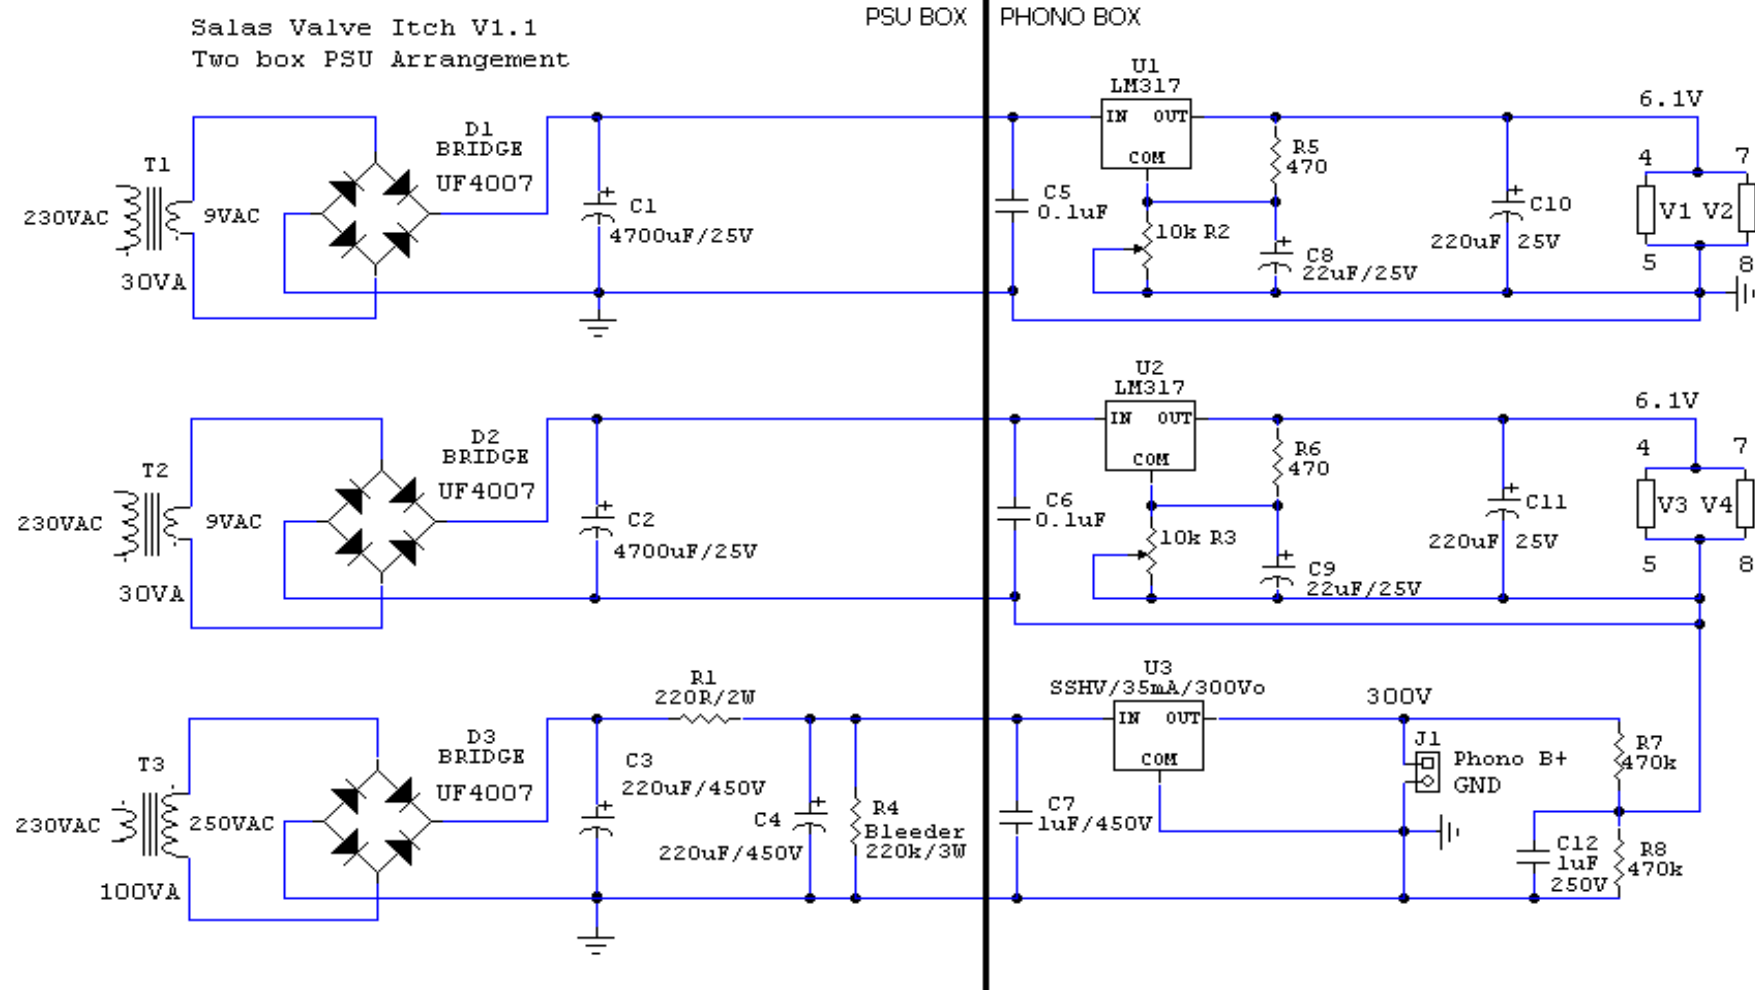 Salas Valve Itch V1.1
Two box PSU Arrangement
PSU BOX
PHONO BOX
T1
230VAC
9VAC
30VA
D1
BRIDGE
UF4007
C1
4700uF/25V
C5
0.1uF
U1
LM317
IN OUT
COM
10k R2
R5
470
C8
22uF/25V
C10
220uF 25V
6.1V
4
7
V1 V2
5
8
T2
230VAC
9VAC
30VA
D2
BRIDGE
UF4007
C2
4700uF/25V
C6
0.1uF
U2
LM317
IN OUT
COM
10k R3
R6
470
C9
22uF/25V
C11
220uF 25V
6.1V
4
7
V3 V4
5
8
T3
230VAC
250VAC
100VA
D3
BRIDGE
UF4007
R1
220R/2W
C3
220uF/450V
C4
220uF/450V
R4
Bleeder
220k/3W
C7
1uF/450V
U3
SSHV/35mA/300Vo
IN OUT
COM
300V
J1
Phono B+
GND
R7
470k
C12
1uF
250V
R8
470k